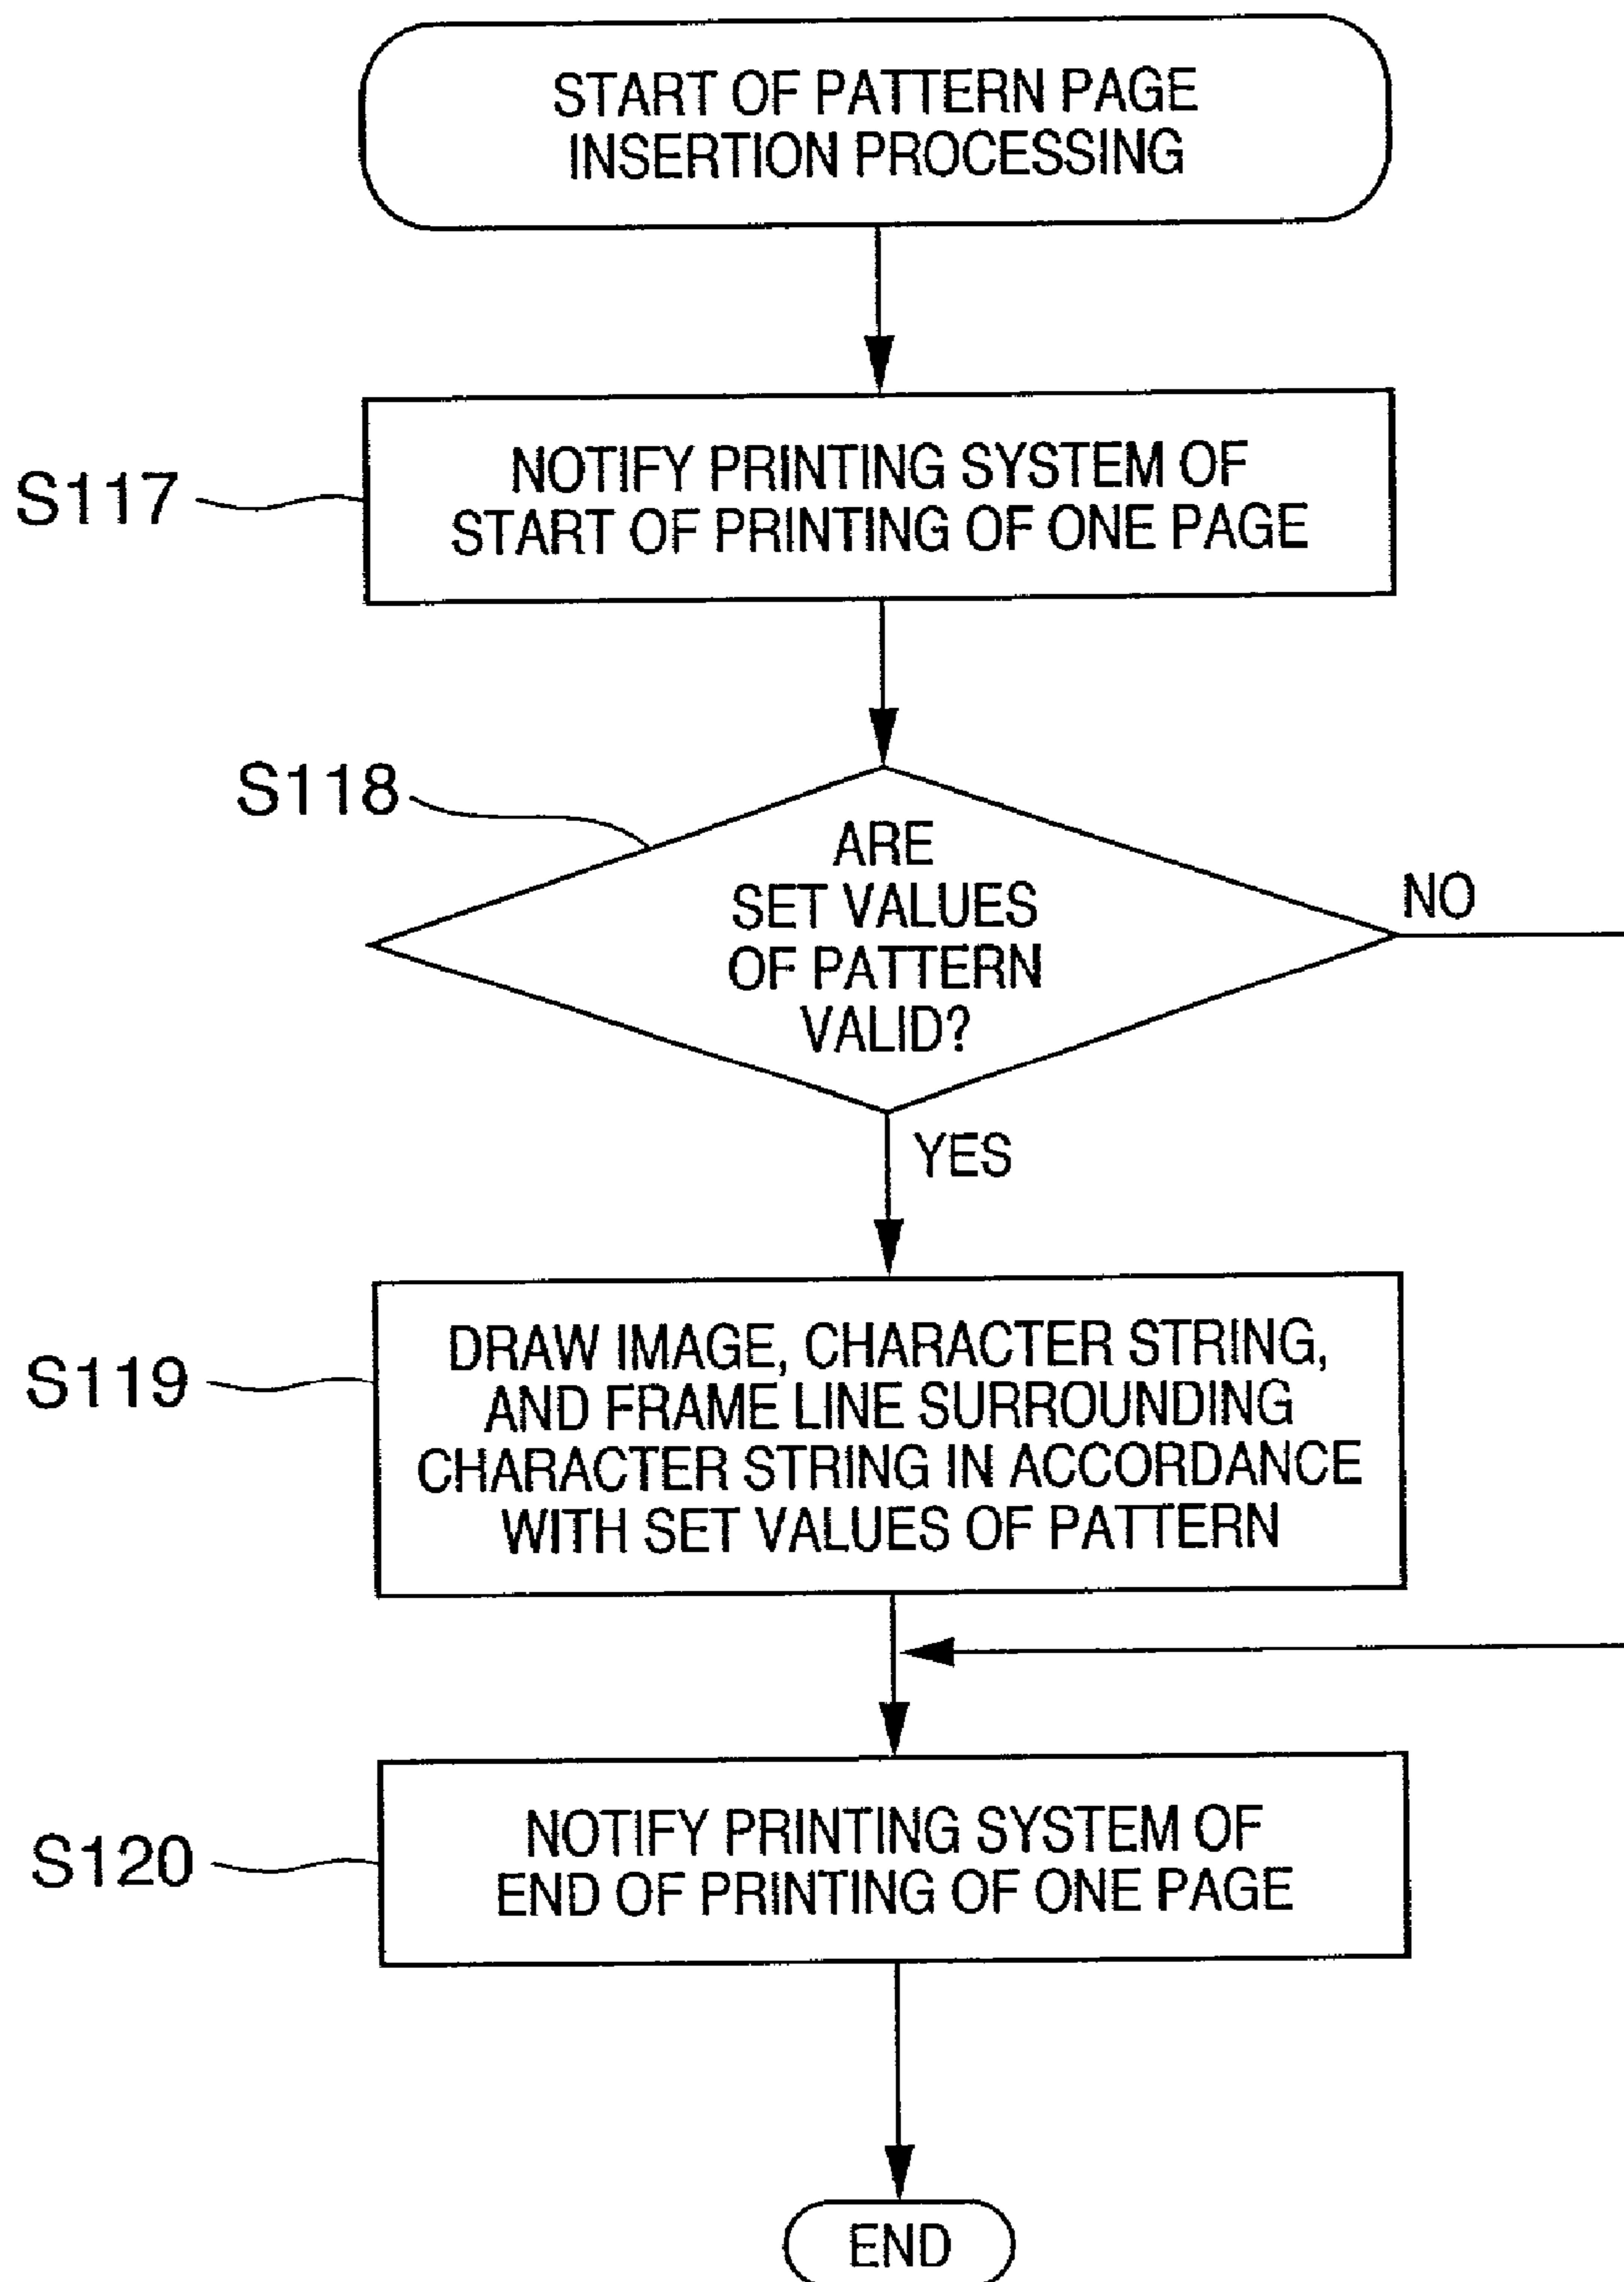 START OF PATTERN PAGE
INSERTION PROCESSING
S117
NOTIFY PRINTING SYSTEM OF
START OF PRINTING OF ONE PAGE
S118
ARE
SET VALUES
OF PATTERN
VALID?
NO
YES
S119
DRAW IMAGE, CHARACTER STRING,
AND FRAME LINE SURROUNDING
CHARACTER STRING IN ACCORDANCE
WITH SET VALUES OF PATTERN
S120
NOTIFY PRINTING SYSTEM OF
END OF PRINTING OF ONE PAGE
END